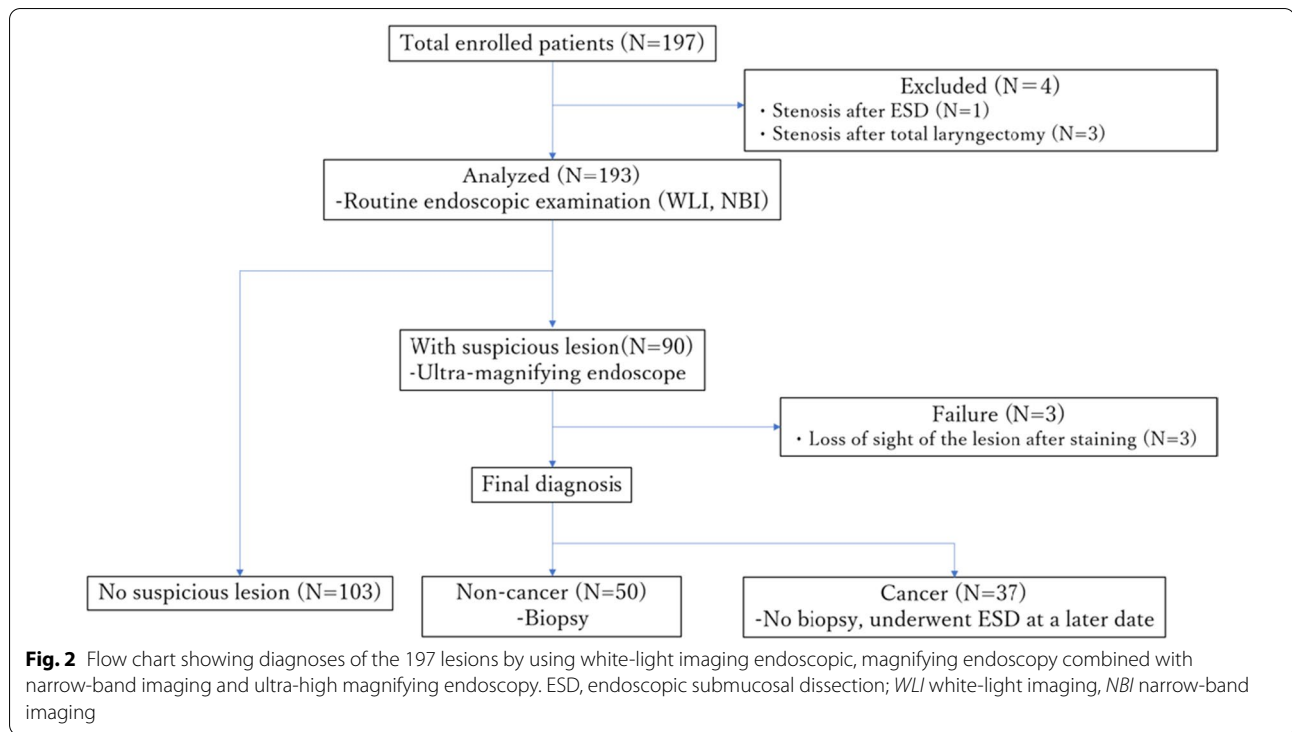 Total enrolled patients (N=197)
Excluded (N=4)
・Stenosis after ESD (N=1)
・Stenosis after total laryngectomy (N=3)
Analyzed (N=193)
-Routine endoscopic examination (WLI, NBI)
With suspicious lesion(N=90)
-Ultra-magnifying endoscope
Failure (N=3)
・Loss of sight of the lesion after staining (N=3)
Final diagnosis
No suspicious lesion (N=103)
Non-cancer (N=50)
-Biopsy
Cancer (N=37)
-No biopsy, underwent ESD at a later date
Fig. 2 Flow chart showing diagnoses of the 197 lesions by using white-light imaging endoscopic, magnifying endoscopy combined with
narrow-band imaging and ultra-high magnifying endoscopy. ESD, endoscopic submucosal dissection; WLI white-light imaging, NBI narrow-band
imaging